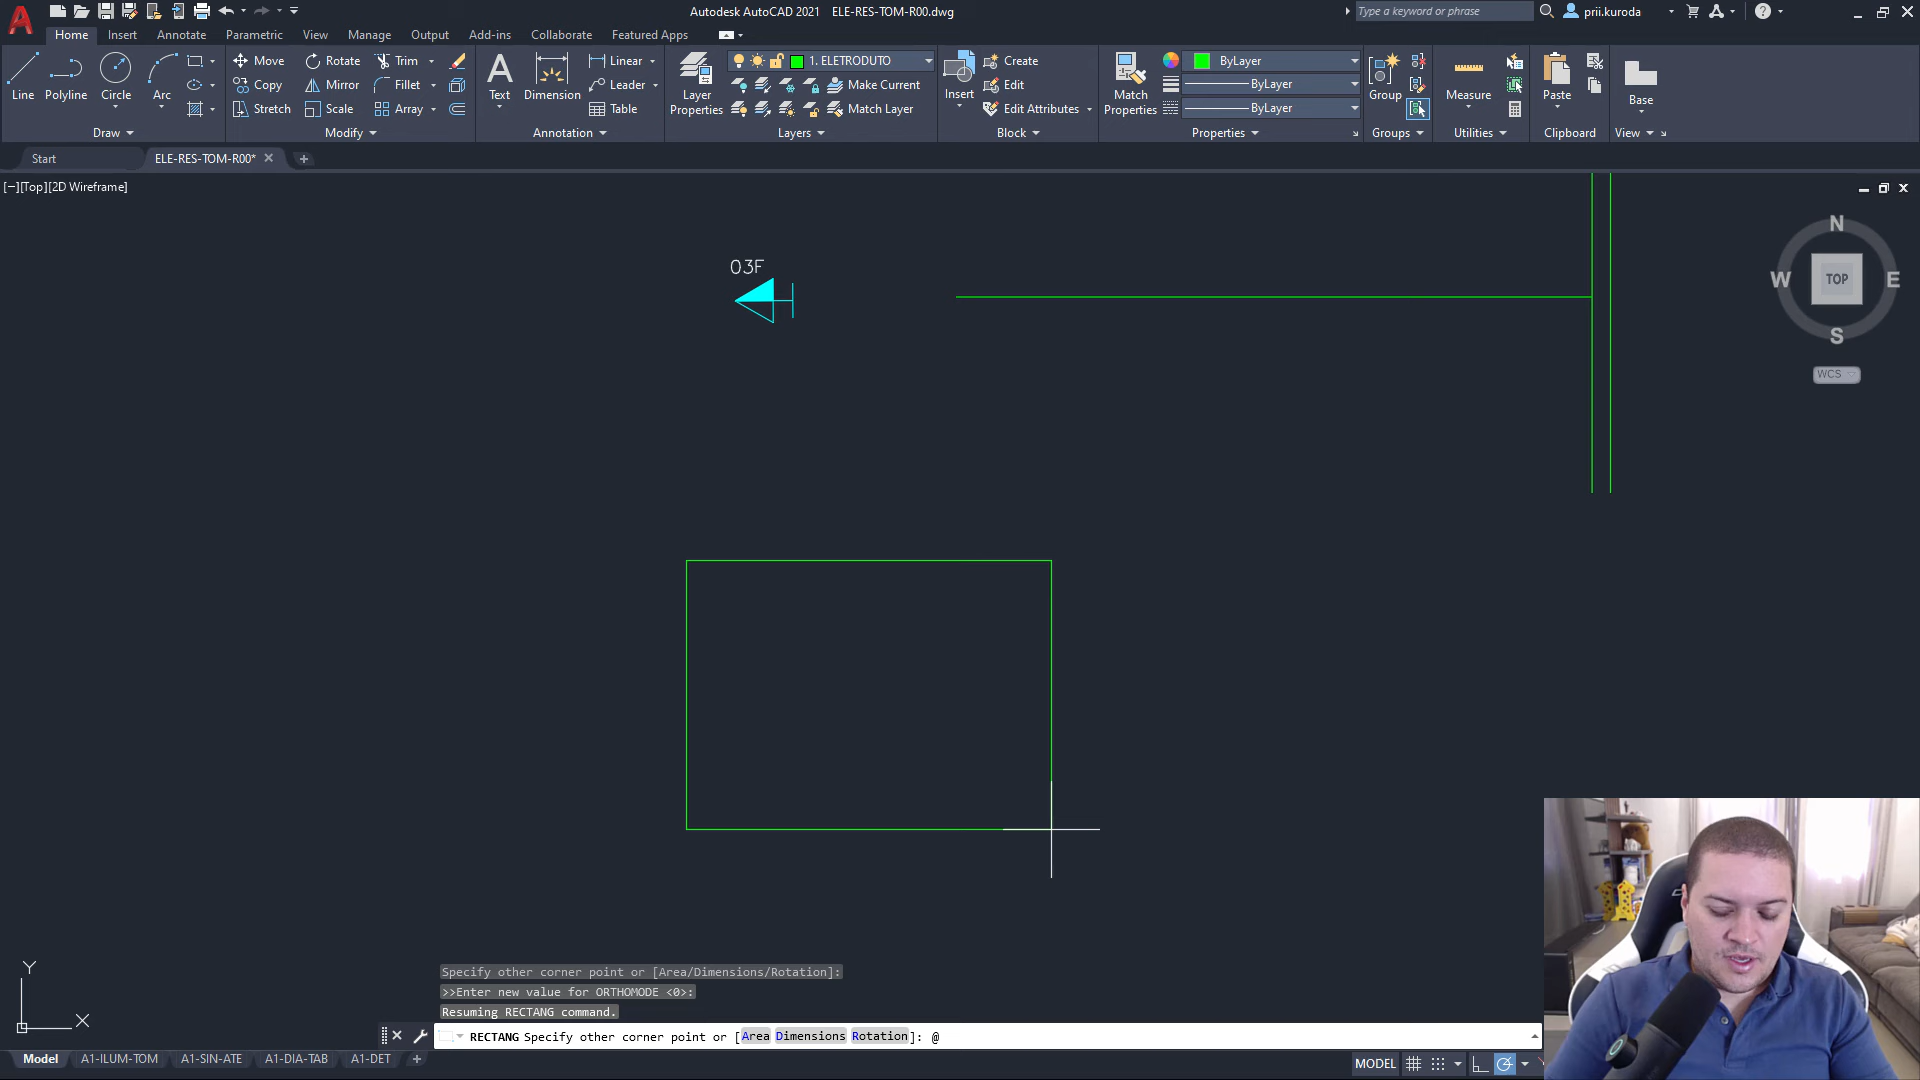 Autodesk AutoCAD 2021 ELE-RES-TOM-R00.dwg
Type a keyword or phrase
prii.kuroda
Home Insert Annotate Parametric View Manage Output Add-ins Collaborate Featured Apps
Line Polyline Circle Arc
Move Rotate Trim
Copy Mirror Fillet
Stretch Scale Array
Text Dimension
Linear
Leader
Table
Layer Properties
1. ELETRODUTO
Make Current
Match Layer
Insert
Create
Edit
Edit Attributes
Match Properties
ByLayer
ByLayer
ByLayer
Group
Measure
Paste
Base
Draw Modify Annotation Layers Block Properties Groups Utilities Clipboard View
Start ELE-RES-TOM-R00*
[−][Top][2D Wireframe]
03F
N
W TOP E
S
WCS
Y
X
Specify other corner point or [Area/Dimensions/Rotation]:
>>Enter new value for ORTHOMODE <0>:
Resuming RECTANG command.
RECTANG Specify other corner point or [Area Dimensions Rotation]: @
Model A1-ILUM-TOM A1-SIN-ATE A1-DIA-TAB A1-DET
MODEL